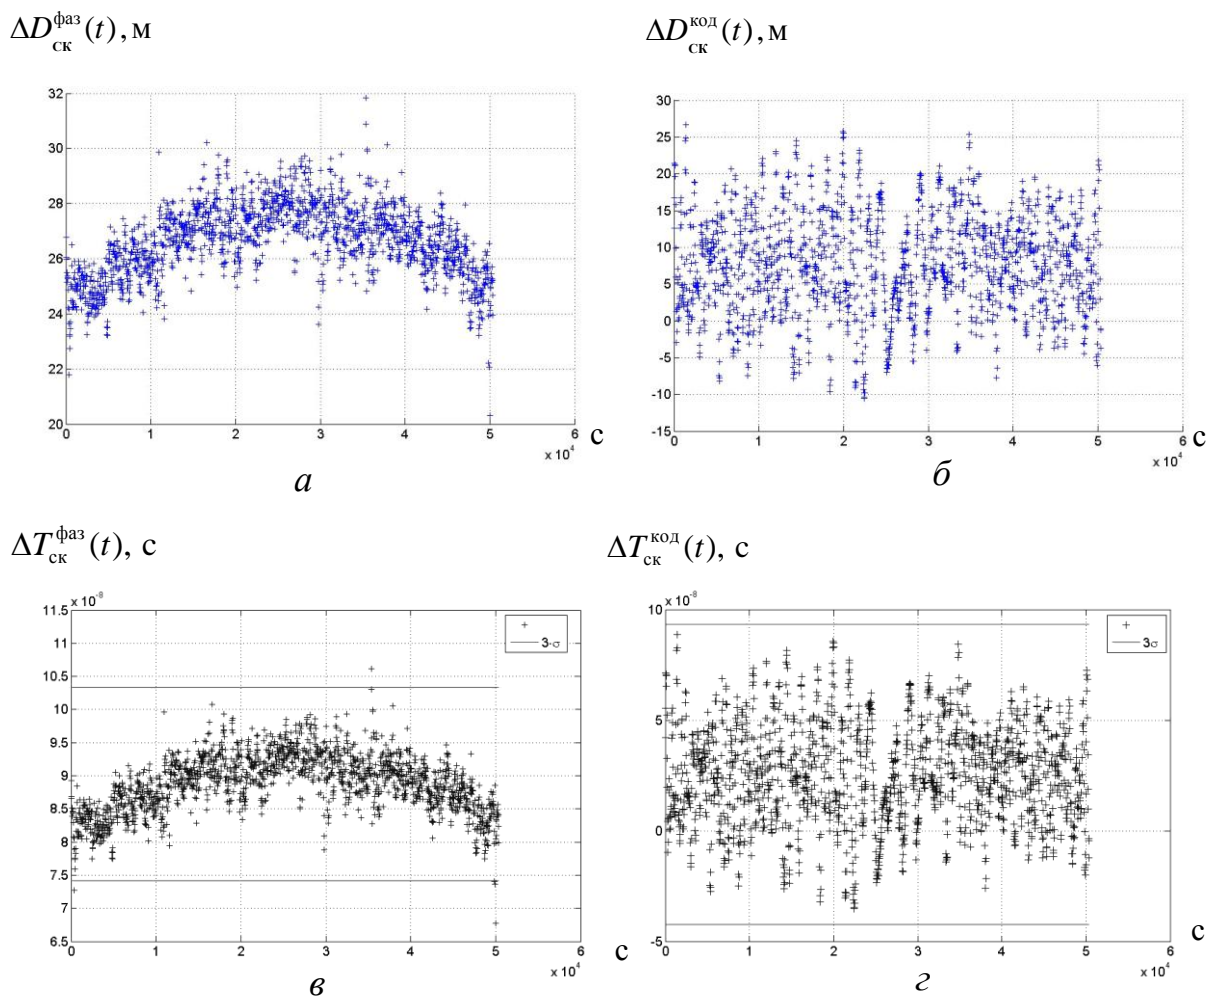 ΔD_ск^фаз(t), м
ΔD_ск^код(t), м
32
30
28
26
24
22
20
0 1 2 3 4 5 6
x 10^4
с
а
30
25
20
15
10
5
0
-5
-10
-15
0 1 2 3 4 5 6
x 10^4
с
б
ΔT_ск^фаз(t), с
ΔT_ск^код(t), с
x 10^-8
11.5
11
10.5
10
9.5
9
8.5
8
7.5
7
6.5
0 1 2 3 4 5 6
x 10^4
+
3-σ
с
в
x 10^-8
10
5
0
-5
0 1 2 3 4 5 6
x 10^4
+
3σ
с
г